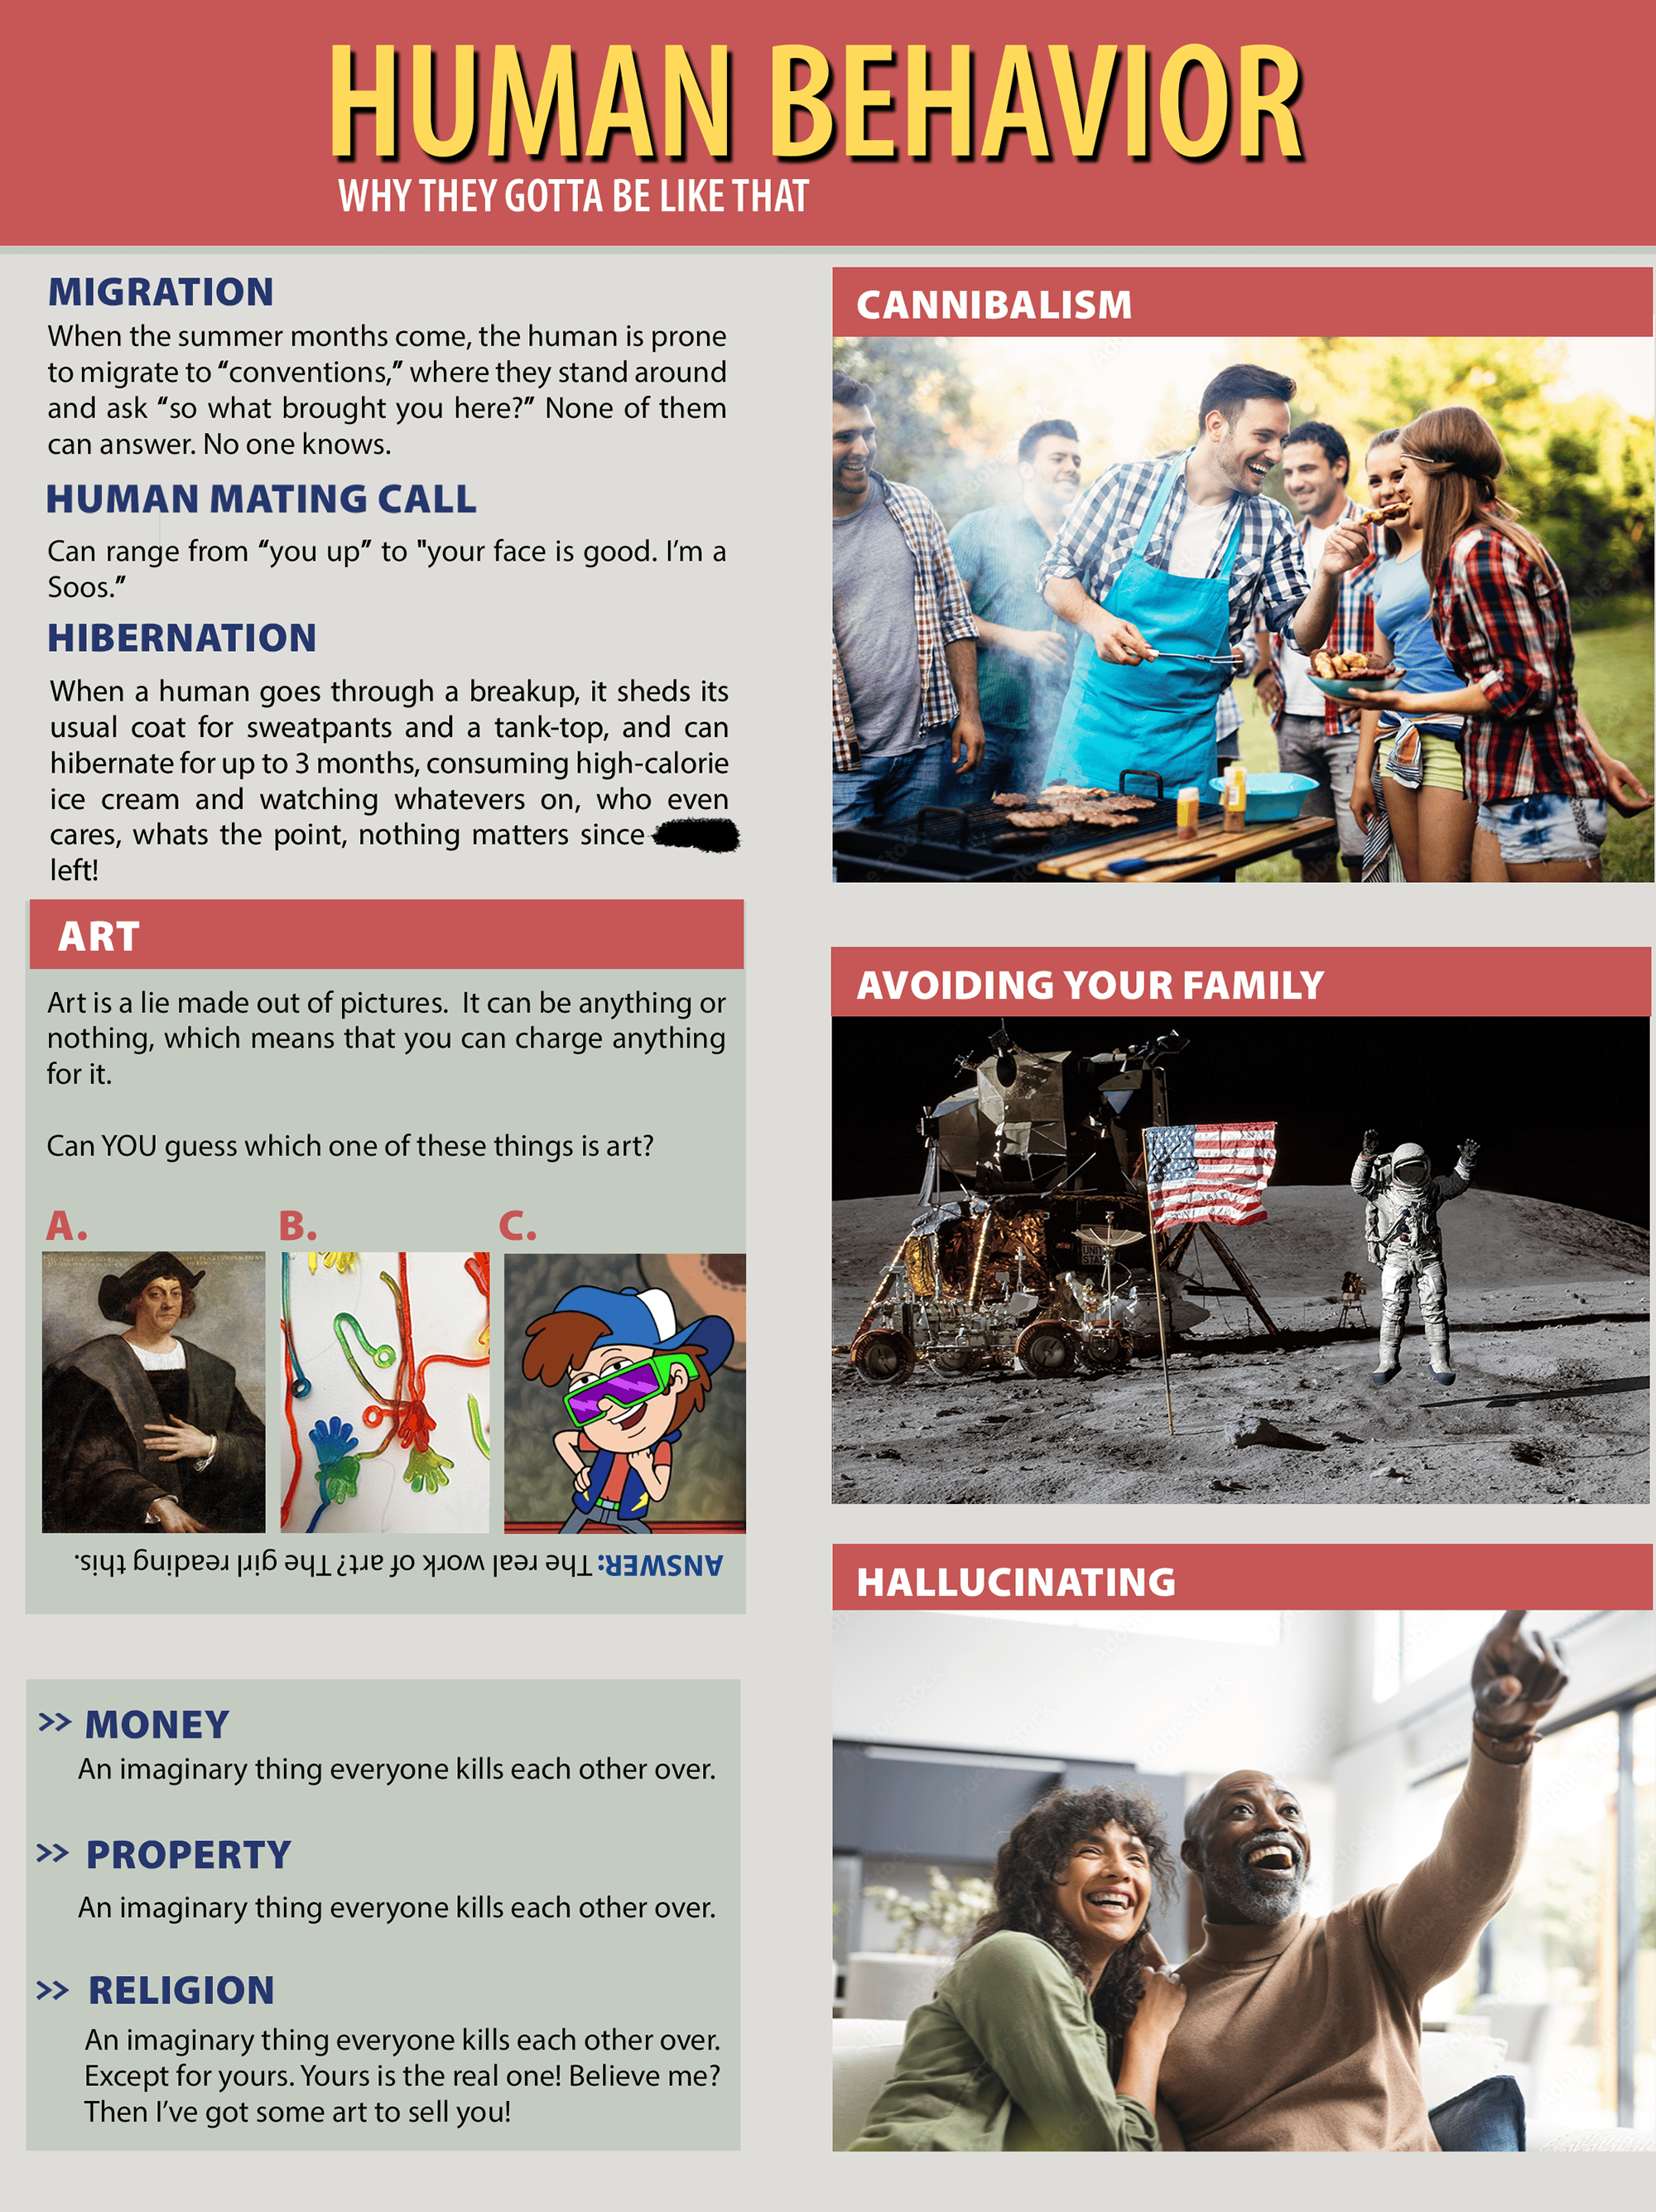 HUMAN BEHAVIOR
WHY THEY GOTTA BE LIKE THAT
MIGRATION
When the summer months come, the human is prone
to migrate to “conventions,” where they stand around
and ask “so what brought you here?” None of them
can answer. No one knows.
HUMAN MATING CALL
Can range from “you up” to "your face is good. I’m a
Soos.”
HIBERNATION
When a human goes through a breakup, it sheds its
usual coat for sweatpants and a tank-top, and can
hibernate for up to 3 months, consuming high-calorie
ice cream and watching whatevers on, who even
cares, whats the point, nothing matters since
left!
ART
Art is a lie made out of pictures. It can be anything or
nothing, which means that you can charge anything
for it.
Can YOU guess which one of these things is art?
A. B. C.
ANSWER: The real work of art? The girl reading this.
>> MONEY
An imaginary thing everyone kills each other over.
>> PROPERTY
An imaginary thing everyone kills each other over.
>> RELIGION
An imaginary thing everyone kills each other over.
Except for yours. Yours is the real one! Believe me?
Then I’ve got some art to sell you!
CANNIBALISM
AVOIDING YOUR FAMILY
UNITED
STA
HALLUCINATING
Adobe Stock